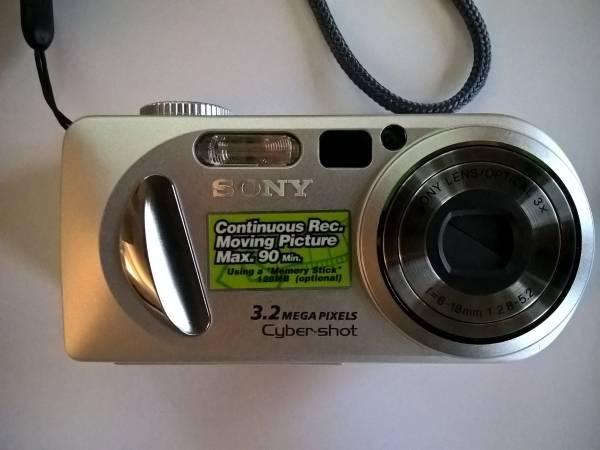 SONY
Continuous Rec.
Moving Picture
Max. 90 Min.
Using a "Memory Stick"
128MB (optional)
3.2 MEGA PIXELS
Cyber-shot
SONY LENS/OPTICAL 3X
f=6-18mm 1:2.8-5.2